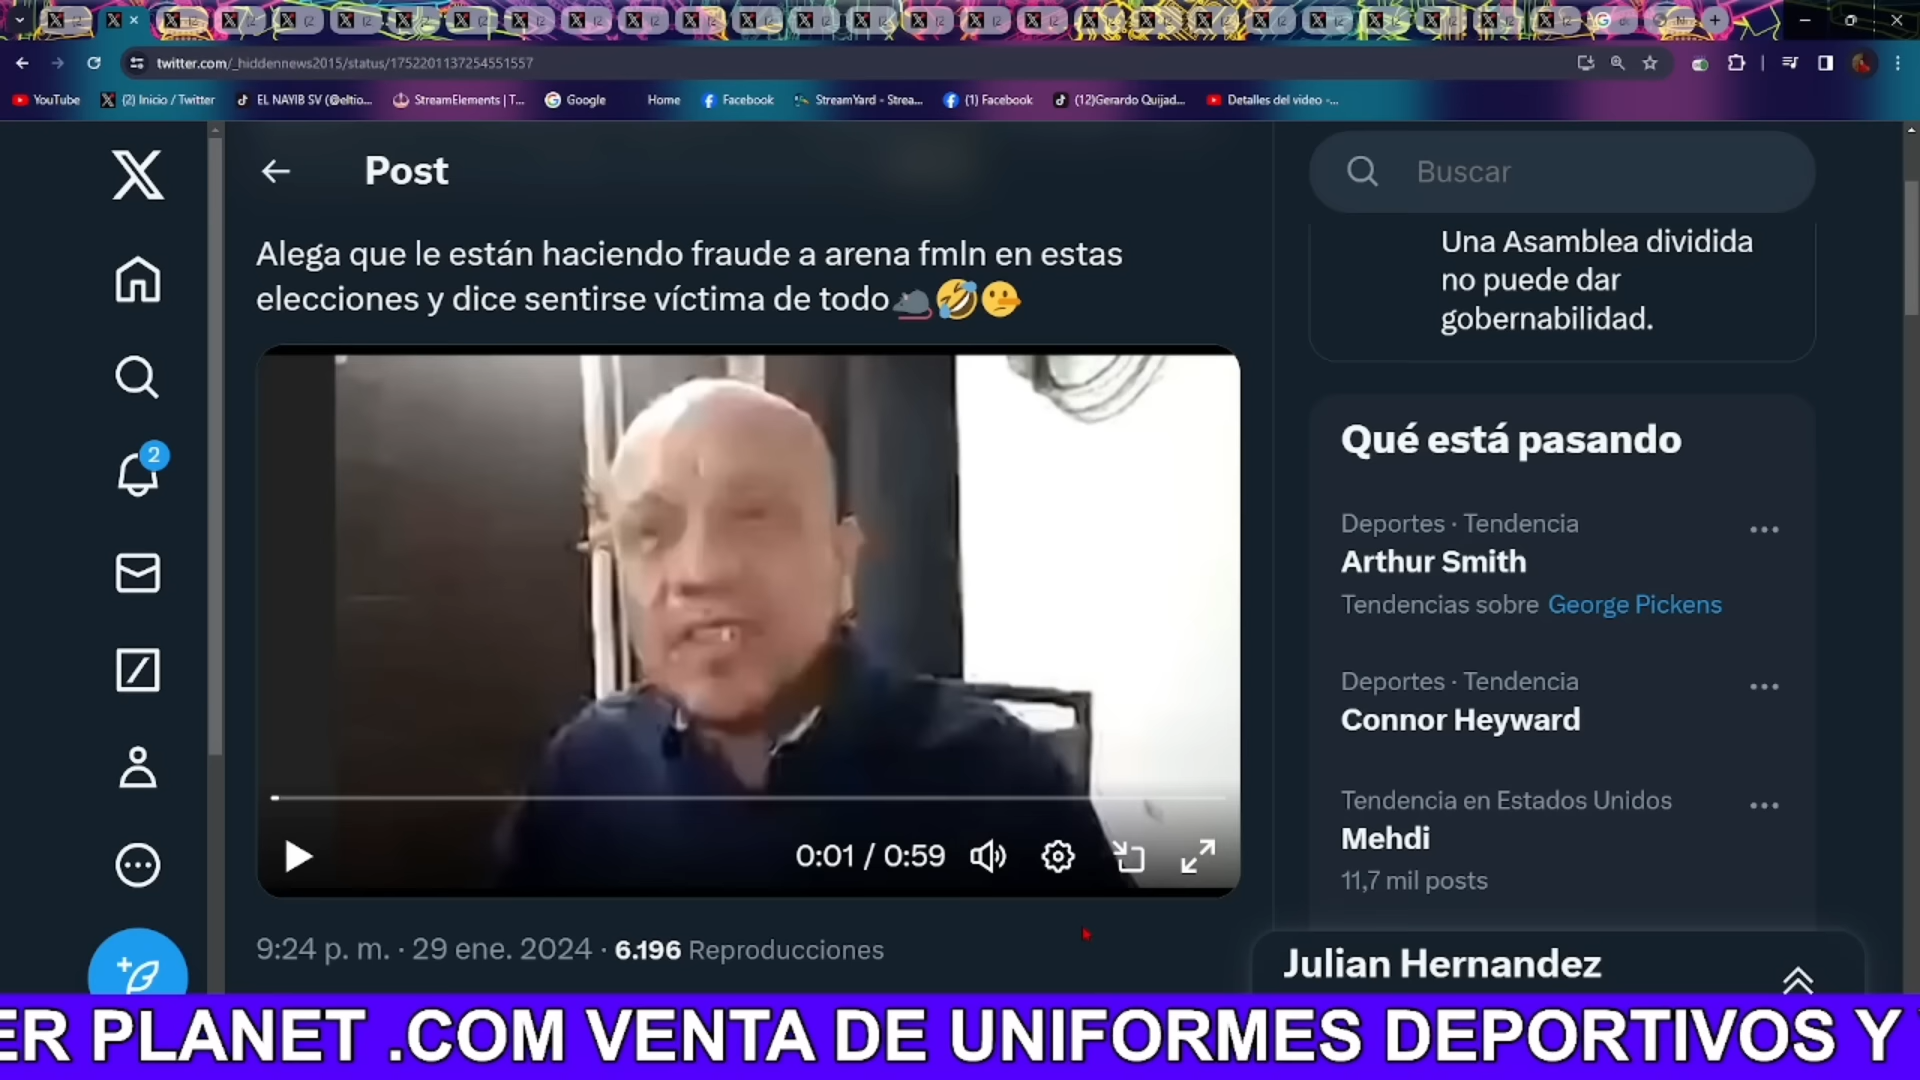 twitter.com/_hiddennews2015/status/1752201137254551557
YouTube
(2) Inicio / Twitter
EL NAYIB SV (@eltio...
StreamElements | T...
Google
Home
Facebook
StreamYard - Strea...
(1) Facebook
(12)Gerardo Quijad...
Detalles del video -...
Post
Buscar
Alega que le están haciendo fraude a arena fmln en estas
elecciones y dice sentirse víctima de todo🐀🤣🤥
Una Asamblea dividida
no puede dar
gobernabilidad.
Qué está pasando
Deportes · Tendencia
Arthur Smith
Tendencias sobre George Pickens
Deportes · Tendencia
Connor Heyward
Tendencia en Estados Unidos
Mehdi
11,7 mil posts
2
0:01 / 0:59
9:24 p. m. · 29 ene. 2024 · 6.196 Reproducciones
Julian Hernandez
ER PLANET .COM VENTA DE UNIFORMES DEPORTIVOS Y